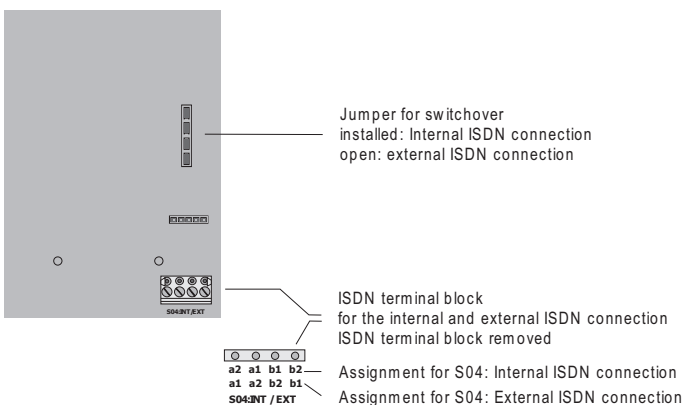 Jumper for switchover
installed: Internal ISDN connection
open: external ISDN connection
S04:INT/EXT
ISDN terminal block
for the internal and external ISDN connection
ISDN terminal block removed
a2 a1 b1 b2
Assignment for S04: Internal ISDN connection
a1 a2 b2 b1
Assignment for S04: External ISDN connection
S04:INT / EXT